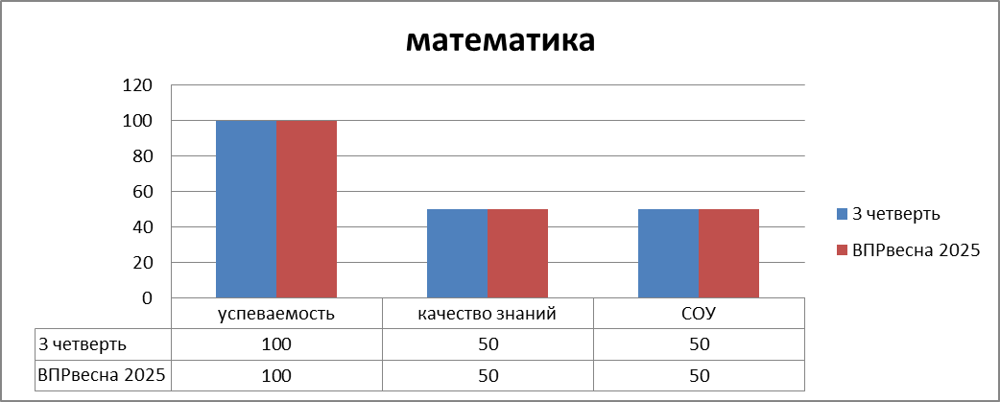 математика
120
100
80
60
40
20
0
3 четверть
ВПРвесна 2025
успеваемость качество знаний СОУ
3 четверть 100 50 50
ВПРвесна 2025 100 50 50